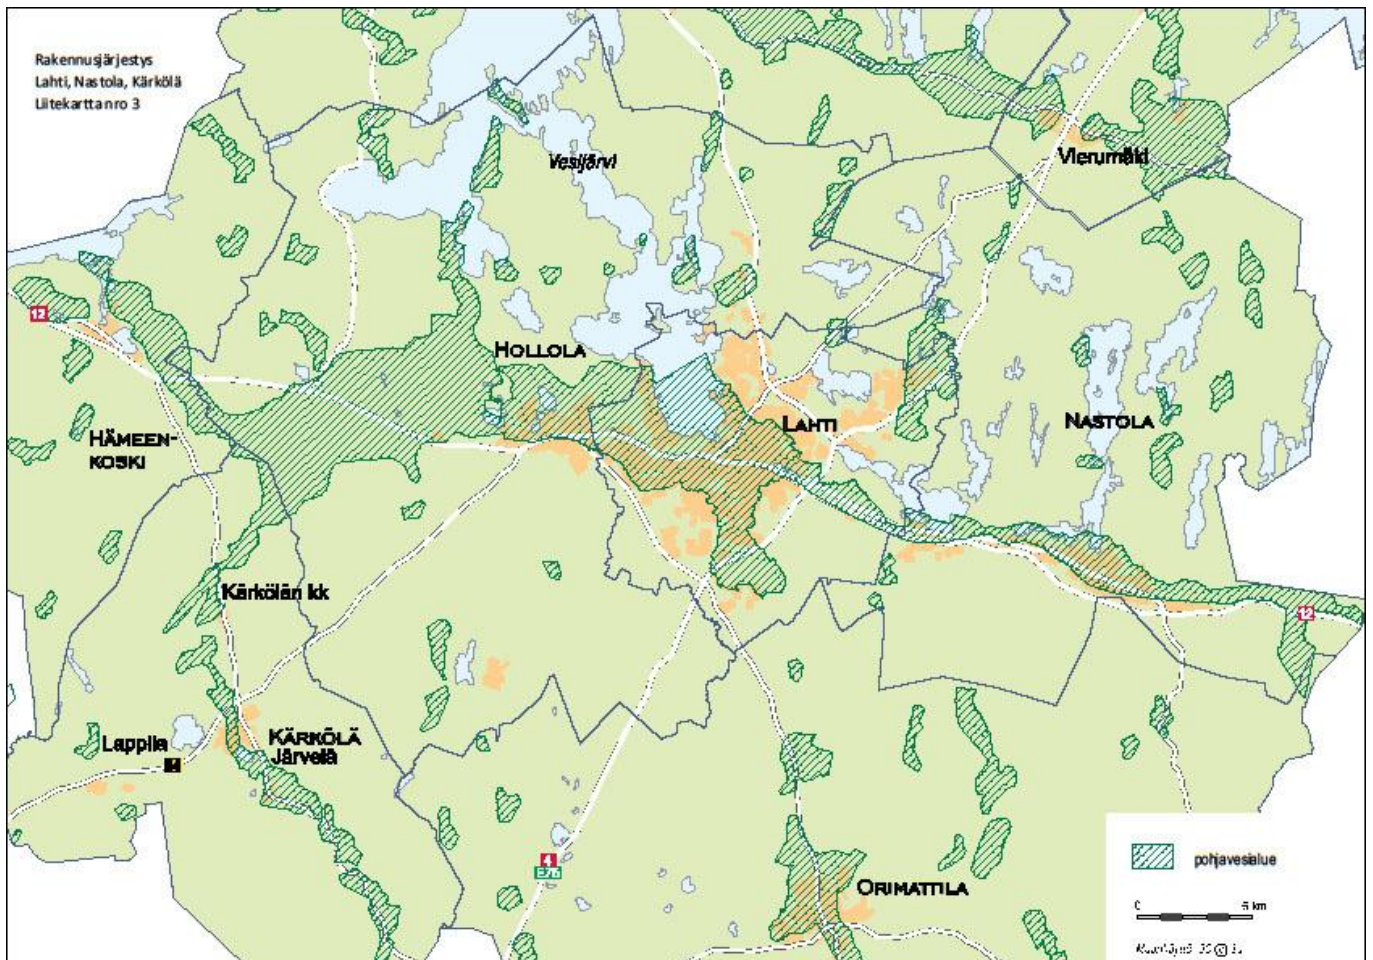 Rakennusjärjestys
Lahti, Nastola, Kärkölä
Liitekartta nro 3
Vesijärvi
Vierumäki
12
HOLLOLA
HÄMEEN-
KOSKI
LAHTI
NASTOLA
Kärkölän kk
12
KÄRKÖLÄ
Järvelä
Lappila
4
E75
ORIMATTILA
pohjavesialue
0 5 km